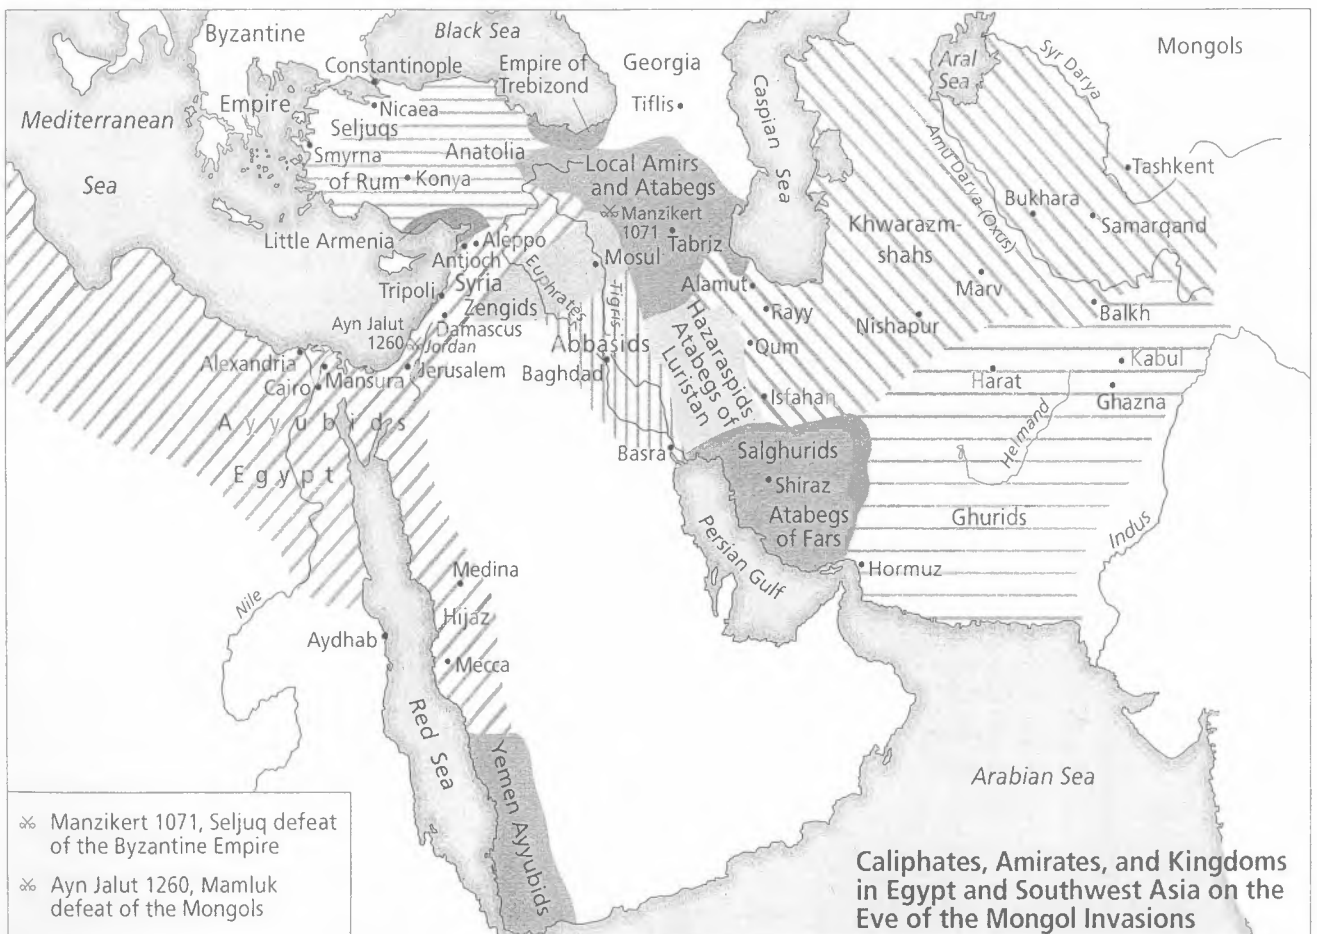 Byzantine
Empire
Black Sea
Constantinople
Empire of
Trebizond
Georgia
Tiflis
Caspian
Sea
Aral
Sea
Syr Darya
Mongols
Mediterranean
Sea
Nicaea
Seljuqs
Smyrna
of Rum
Anatolia
Konya
Local Amirs
and Atabegs
Manzikert
1071
Tabriz
Mosul
Amu Darya (Oxus)
Tashkent
Bukhara
Samarqand
Khwarazm-
shahs
Marv
Balkh
Nishapur
Little Armenia
Aleppo
Antioch
Syria
Tripoli
Zengids
Euphrates
Tigris
Alamut
Rayy
Qum
Ayn Jalut
1260
Damascus
Jordan
Abbasids
Baghdad
Hazaraspids
Atabegs of
Luristan
Isfahan
Kabul
Harat
Ghazna
Helmand
Alexandria
Cairo
Mansura
Jerusalem
Ayyubids
Egypt
Basra
Salghurids
Shiraz
Atabegs
of Fars
Ghurids
Indus
Persian Gulf
Hormuz
Nile
Medina
Hijaz
Aydhab
Mecca
Red Sea
Yemen Ayyubids
Arabian Sea
Manzikert 1071, Seljuq defeat
of the Byzantine Empire
Ayn Jalut 1260, Mamluk
defeat of the Mongols
Caliphates, Amirates, and Kingdoms
in Egypt and Southwest Asia on the
Eve of the Mongol Invasions